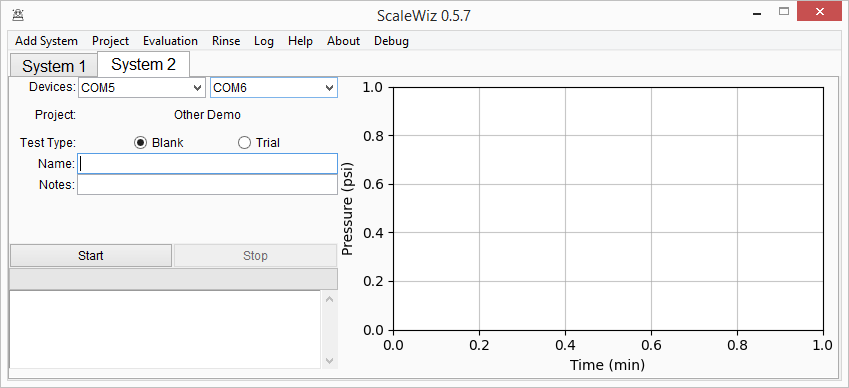 ScaleWiz 0.5.7
Add System Project Evaluation Rinse Log Help About Debug
System 1 System 2
Devices: COM5 COM6
Project: Other Demo
Test Type: Blank Trial
Name:
Notes:
Start Stop
Pressure (psi)
1.0
0.8
0.6
0.4
0.2
0.0
0.0 0.2 0.4 0.6 0.8 1.0
Time (min)